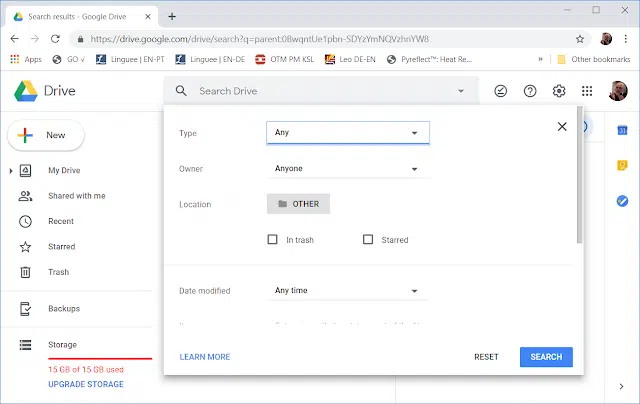 Search results - Google Drive
https://drive.google.com/drive/search?q=parent:0BwqntUe1pbn-SDYzYmNQVzhnYW8
Apps GO √ Linguee | EN-PT Linguee | EN-DE OTM PM KSL Leo DE-EN Pyreflect™: Heat Re... » Other bookmarks
Drive
Search Drive
New
My Drive
Shared with me
Recent
Starred
Trash
Backups
Storage
15 GB of 15 GB used
UPGRADE STORAGE
Type Any
Owner Anyone
Location OTHER
In trash Starred
Date modified Any time
LEARN MORE RESET SEARCH
31